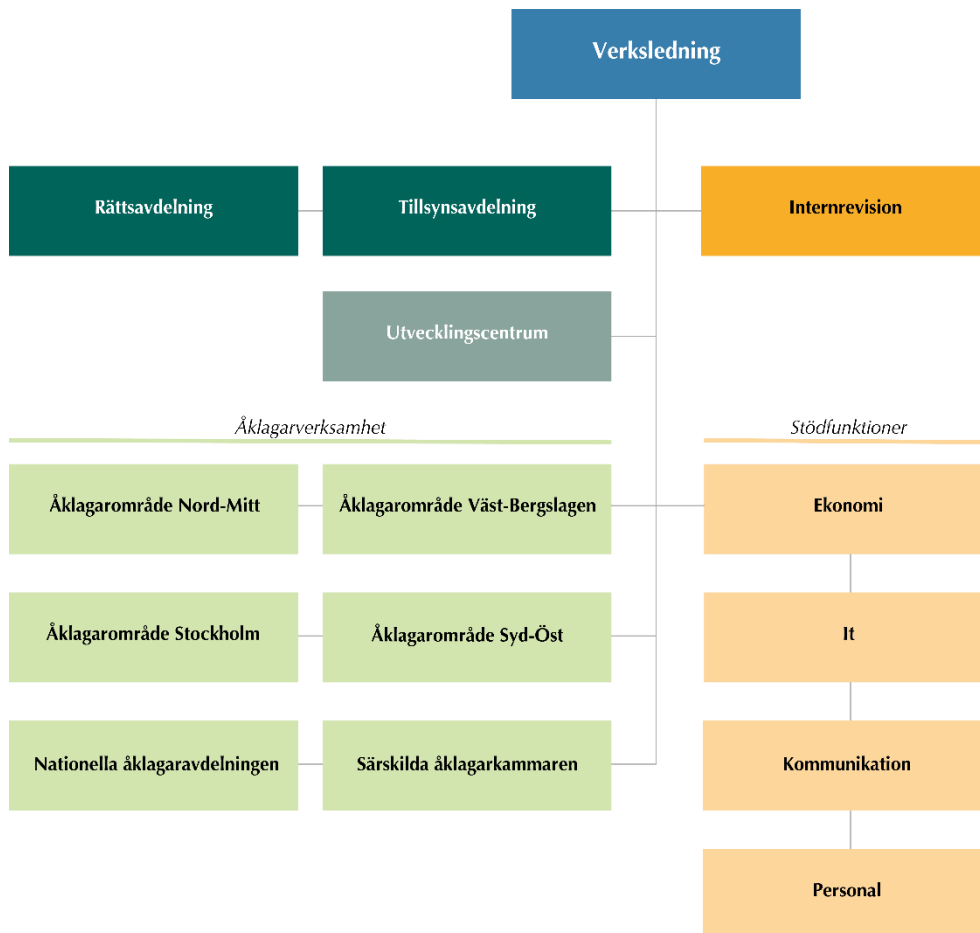 Verksledning
Rättsavdelning
Tillsynsavdelning
Internrevision
Utvecklingscentrum
Åklagarverksamhet
Stödfunktioner
Åklagarområde Nord-Mitt
Åklagarområde Väst-Bergslagen
Ekonomi
Åklagarområde Stockholm
Åklagarområde Syd-Öst
It
Nationella åklagaravdelningen
Särskilda åklagarkammaren
Kommunikation
Personal